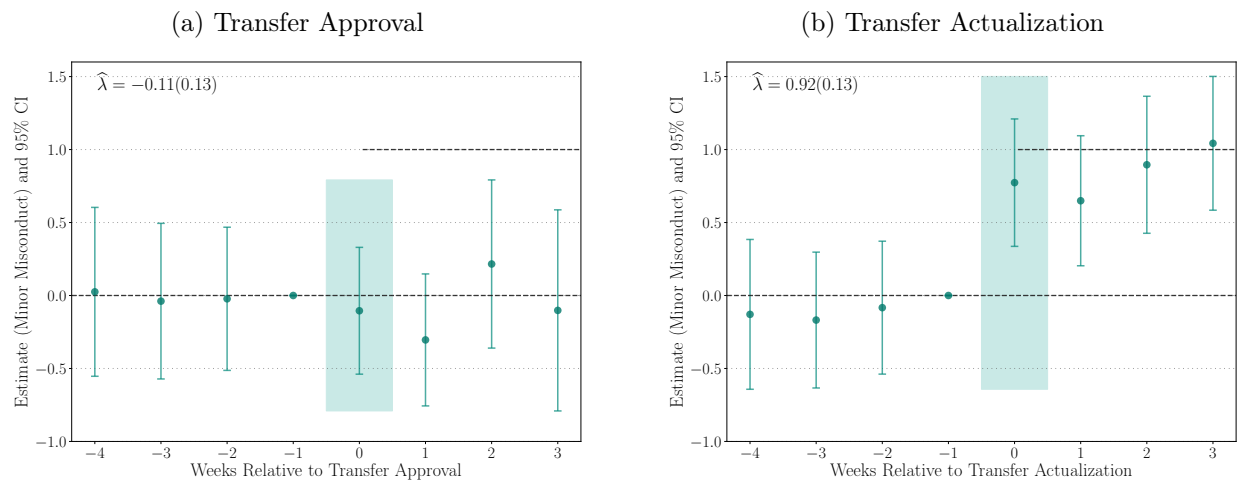 (a) Transfer Approval
λ̂ = −0.11(0.13)
Estimate (Minor Misconduct) and 95% CI
1.5
1.0
0.5
0.0
−0.5
−1.0
−4 −3 −2 −1 0 1 2 3
Weeks Relative to Transfer Approval
(b) Transfer Actualization
λ̂ = 0.92(0.13)
Estimate (Minor Misconduct) and 95% CI
1.5
1.0
0.5
0.0
−0.5
−1.0
−4 −3 −2 −1 0 1 2 3
Weeks Relative to Transfer Actualization